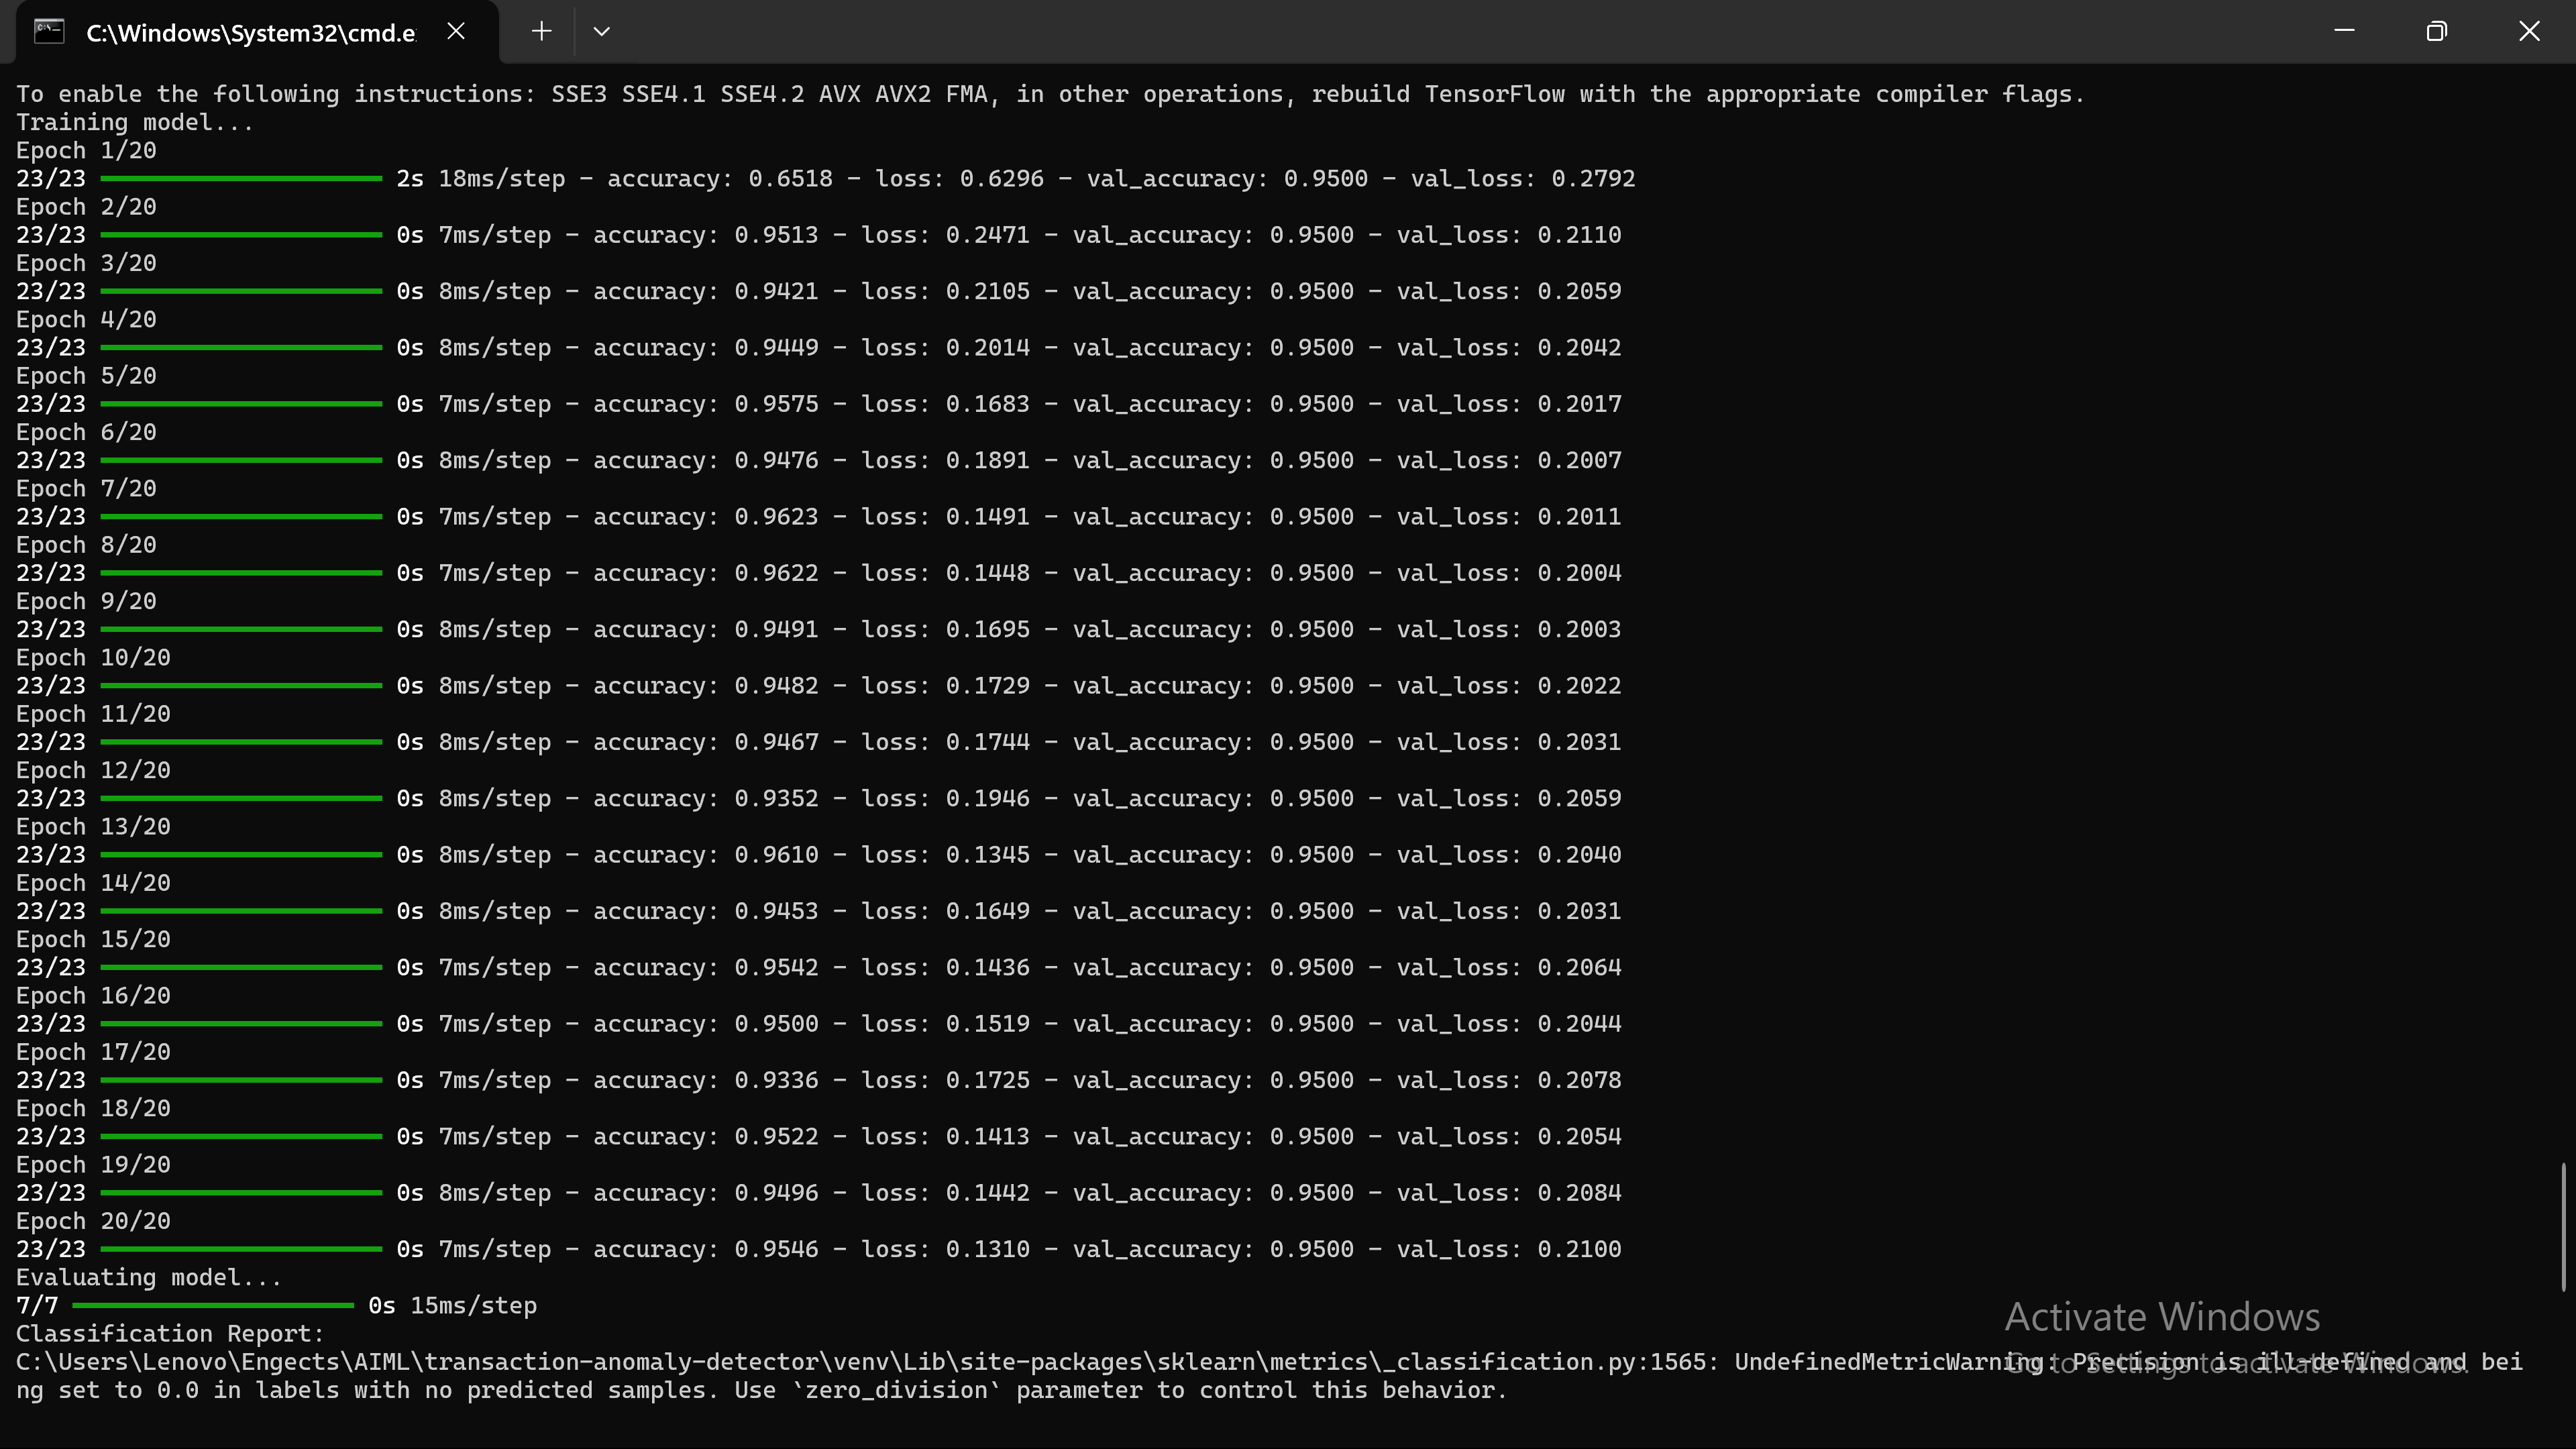 C:\Windows\System32\cmd.e
To enable the following instructions: SSE3 SSE4.1 SSE4.2 AVX AVX2 FMA, in other operations, rebuild TensorFlow with the appropriate compiler flags.
Training model...
Epoch 1/20
23/23 2s 18ms/step - accuracy: 0.6518 - loss: 0.6296 - val_accuracy: 0.9500 - val_loss: 0.2792
Epoch 2/20
23/23 0s 7ms/step - accuracy: 0.9513 - loss: 0.2471 - val_accuracy: 0.9500 - val_loss: 0.2110
Epoch 3/20
23/23 0s 8ms/step - accuracy: 0.9421 - loss: 0.2105 - val_accuracy: 0.9500 - val_loss: 0.2059
Epoch 4/20
23/23 0s 8ms/step - accuracy: 0.9449 - loss: 0.2014 - val_accuracy: 0.9500 - val_loss: 0.2042
Epoch 5/20
23/23 0s 7ms/step - accuracy: 0.9575 - loss: 0.1683 - val_accuracy: 0.9500 - val_loss: 0.2017
Epoch 6/20
23/23 0s 8ms/step - accuracy: 0.9476 - loss: 0.1891 - val_accuracy: 0.9500 - val_loss: 0.2007
Epoch 7/20
23/23 0s 7ms/step - accuracy: 0.9623 - loss: 0.1491 - val_accuracy: 0.9500 - val_loss: 0.2011
Epoch 8/20
23/23 0s 7ms/step - accuracy: 0.9622 - loss: 0.1448 - val_accuracy: 0.9500 - val_loss: 0.2004
Epoch 9/20
23/23 0s 8ms/step - accuracy: 0.9491 - loss: 0.1695 - val_accuracy: 0.9500 - val_loss: 0.2003
Epoch 10/20
23/23 0s 8ms/step - accuracy: 0.9482 - loss: 0.1729 - val_accuracy: 0.9500 - val_loss: 0.2022
Epoch 11/20
23/23 0s 8ms/step - accuracy: 0.9467 - loss: 0.1744 - val_accuracy: 0.9500 - val_loss: 0.2031
Epoch 12/20
23/23 0s 8ms/step - accuracy: 0.9352 - loss: 0.1946 - val_accuracy: 0.9500 - val_loss: 0.2059
Epoch 13/20
23/23 0s 8ms/step - accuracy: 0.9610 - loss: 0.1345 - val_accuracy: 0.9500 - val_loss: 0.2040
Epoch 14/20
23/23 0s 8ms/step - accuracy: 0.9453 - loss: 0.1649 - val_accuracy: 0.9500 - val_loss: 0.2031
Epoch 15/20
23/23 0s 7ms/step - accuracy: 0.9542 - loss: 0.1436 - val_accuracy: 0.9500 - val_loss: 0.2064
Epoch 16/20
23/23 0s 7ms/step - accuracy: 0.9500 - loss: 0.1519 - val_accuracy: 0.9500 - val_loss: 0.2044
Epoch 17/20
23/23 0s 7ms/step - accuracy: 0.9336 - loss: 0.1725 - val_accuracy: 0.9500 - val_loss: 0.2078
Epoch 18/20
23/23 0s 7ms/step - accuracy: 0.9522 - loss: 0.1413 - val_accuracy: 0.9500 - val_loss: 0.2054
Epoch 19/20
23/23 0s 8ms/step - accuracy: 0.9496 - loss: 0.1442 - val_accuracy: 0.9500 - val_loss: 0.2084
Epoch 20/20
23/23 0s 7ms/step - accuracy: 0.9546 - loss: 0.1310 - val_accuracy: 0.9500 - val_loss: 0.2100
Evaluating model...
7/7 0s 15ms/step
Classification Report:
C:\Users\Lenovo\Engects\AIML\transaction-anomaly-detector\venv\Lib\site-packages\sklearn\metrics\_classification.py:1565: UndefinedMetricWarning: Precision is ill-defined and bei
ng set to 0.0 in labels with no predicted samples. Use `zero_division` parameter to control this behavior.
Activate Windows
Go to Settings to activate Windows.